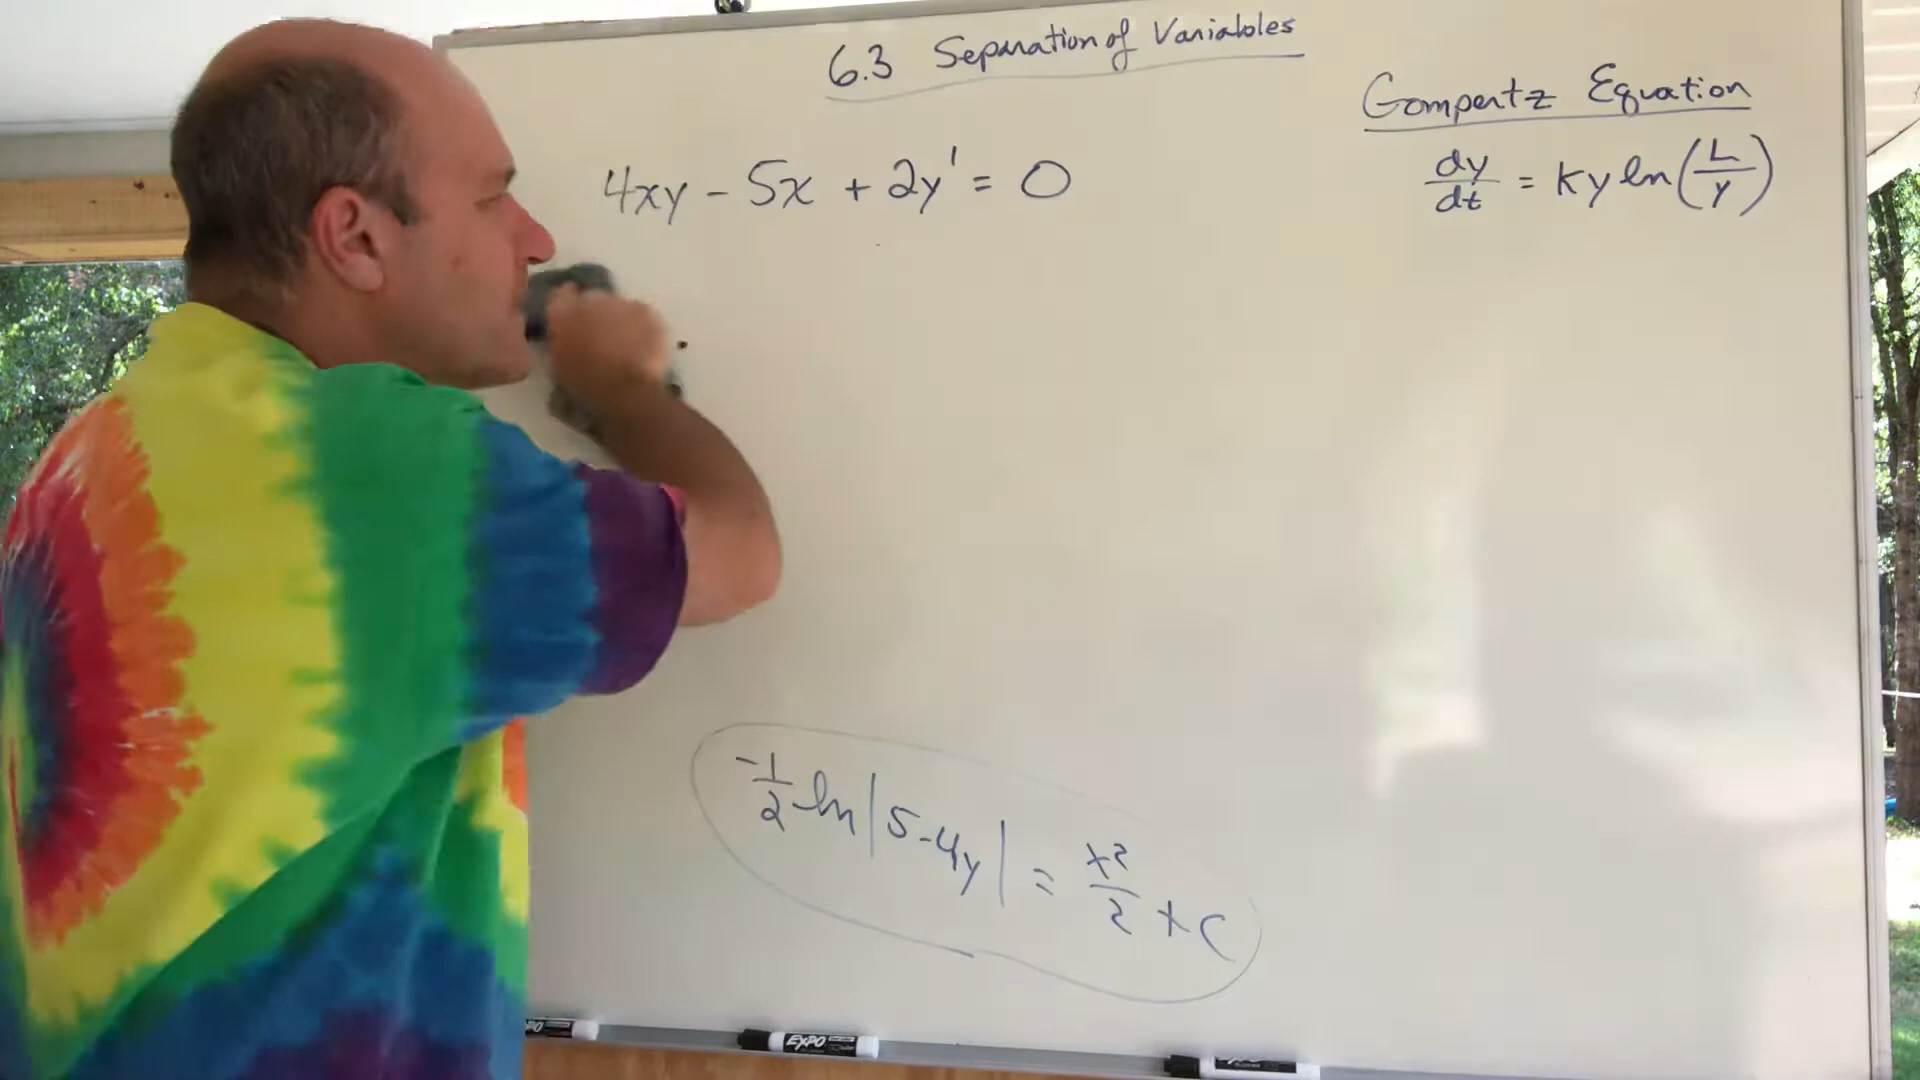 6.3 Separation of Variables
Gompertz Equation
4xy - 5x + 2y' = 0
dy/dt = ky ln(L/y)
-1/2 ln|5-4y| = x²/2 + C
EXPO